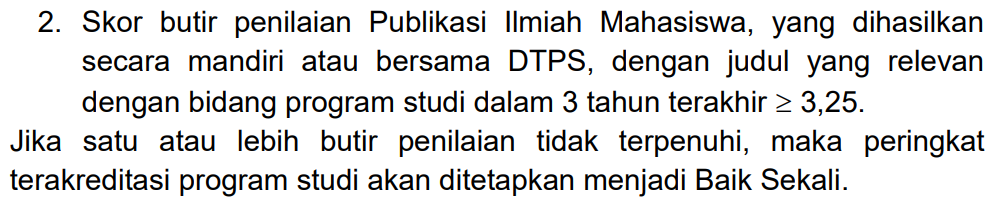 2. Skor butir penilaian Publikasi Ilmiah Mahasiswa, yang dihasilkan
secara mandiri atau bersama DTPS, dengan judul yang relevan
dengan bidang program studi dalam 3 tahun terakhir ≥ 3,25.
Jika satu atau lebih butir penilaian tidak terpenuhi, maka peringkat
terakreditasi program studi akan ditetapkan menjadi Baik Sekali.